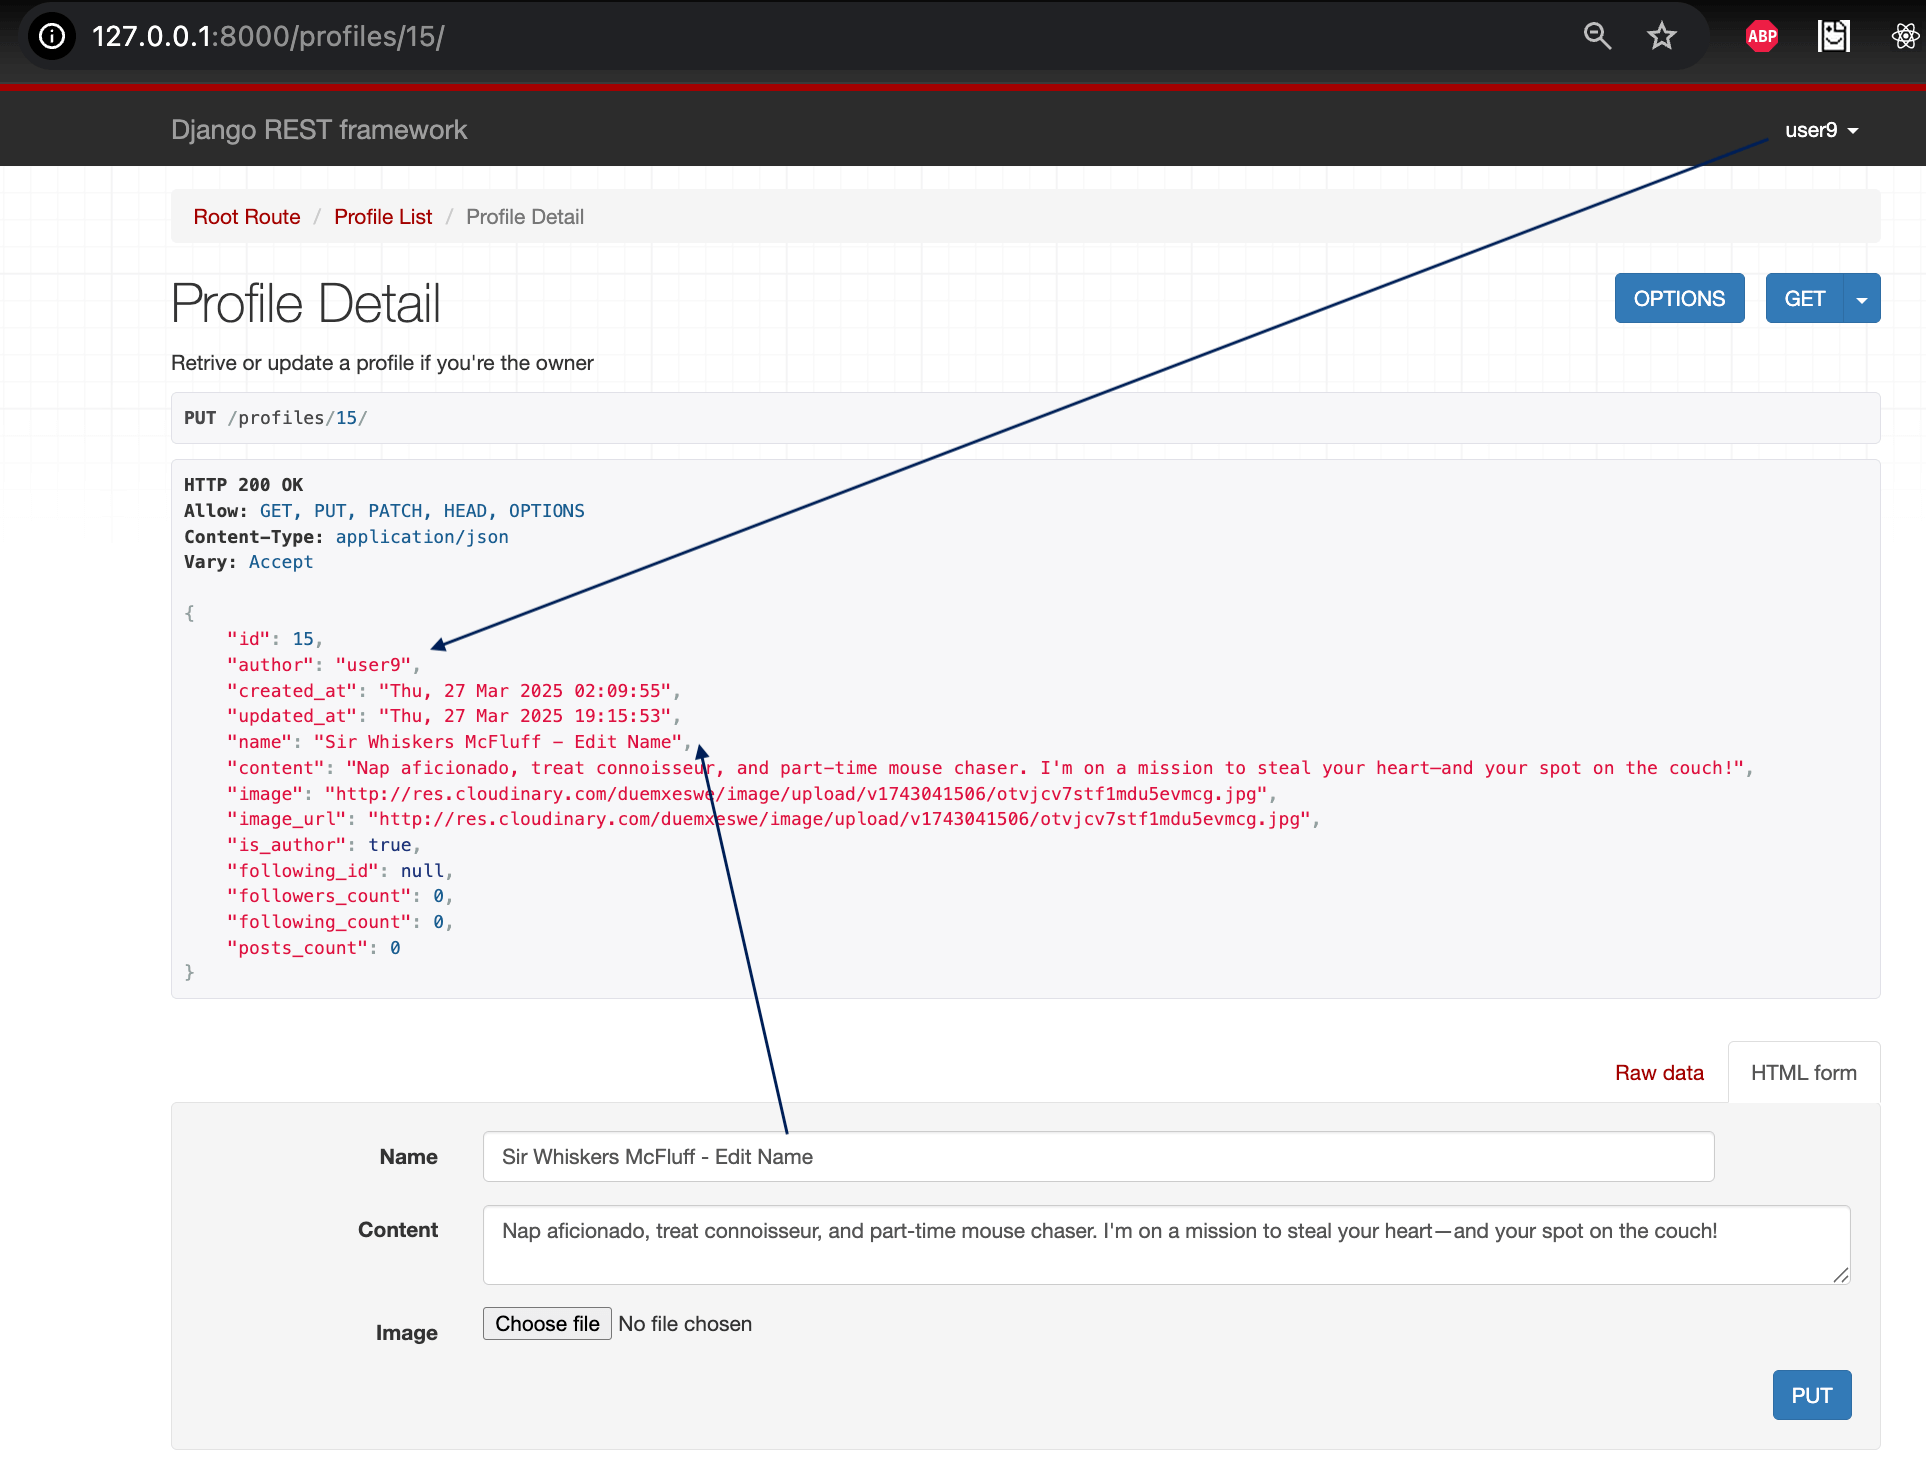 127.0.0.1:8000/profiles/15/
ABP
Django REST framework
user9
Root Route / Profile List / Profile Detail
Profile Detail
OPTIONS
GET
Retrive or update a profile if you're the owner
PUT /profiles/15/
HTTP 200 OK
Allow: GET, PUT, PATCH, HEAD, OPTIONS
Content-Type: application/json
Vary: Accept
{
"id": 15,
"author": "user9",
"created_at": "Thu, 27 Mar 2025 02:09:55",
"updated_at": "Thu, 27 Mar 2025 19:15:53",
"name": "Sir Whiskers McFluff - Edit Name",
"content": "Nap aficionado, treat connoisseur, and part-time mouse chaser. I'm on a mission to steal your heart—and your spot on the couch!",
"image": "http://res.cloudinary.com/duemxeswe/image/upload/v1743041506/otvjcv7stf1mdu5evmcg.jpg",
"image_url": "http://res.cloudinary.com/duemxeswe/image/upload/v1743041506/otvjcv7stf1mdu5evmcg.jpg",
"is_author": true,
"following_id": null,
"followers_count": 0,
"following_count": 0,
"posts_count": 0
}
Raw data
HTML form
Name
Sir Whiskers McFluff - Edit Name
Content
Nap aficionado, treat connoisseur, and part-time mouse chaser. I'm on a mission to steal your heart—and your spot on the couch!
Image
Choose file No file chosen
PUT